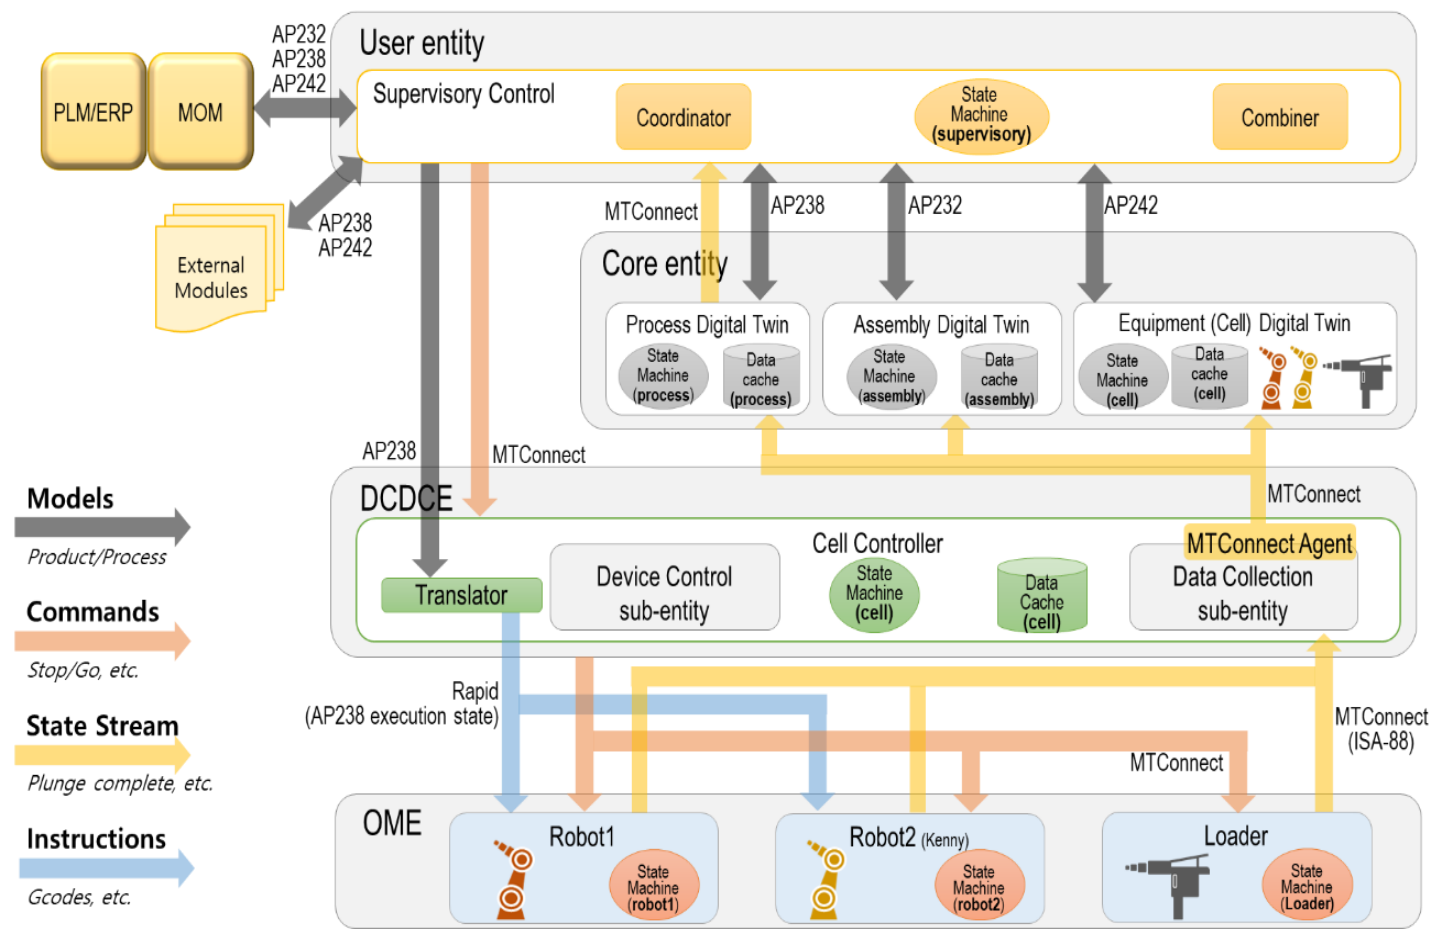 AP232
AP238
AP242
User entity
PLM/ERP
MOM
Supervisory Control
Coordinator
State
Machine
(supervisory)
Combiner
AP238
AP242
External
Modules
MTConnect
AP238
AP232
AP242
Core entity
Process Digital Twin
State
Machine
(process)
Data
cache
(process)
Assembly Digital Twin
State
Machine
(assembly)
Data
cache
(assembly)
Equipment (Cell) Digital Twin
State
Machine
(cell)
Data
cache
(cell)
AP238
MTConnect
MTConnect
DCDCE
Translator
Device Control
sub-entity
Cell Controller
State
Machine
(cell)
Data
Cache
(cell)
MTConnect Agent
Data Collection
sub-entity
Models
Product/Process
Commands
Stop/Go, etc.
State Stream
Plunge complete, etc.
Instructions
Gcodes, etc.
Rapid
(AP238 execution state)
MTConnect
MTConnect
(ISA-88)
OME
Robot1
State
Machine
(robot1)
Robot2 (Kenny)
State
Machine
(robot2)
Loader
State
Machine
(Loader)